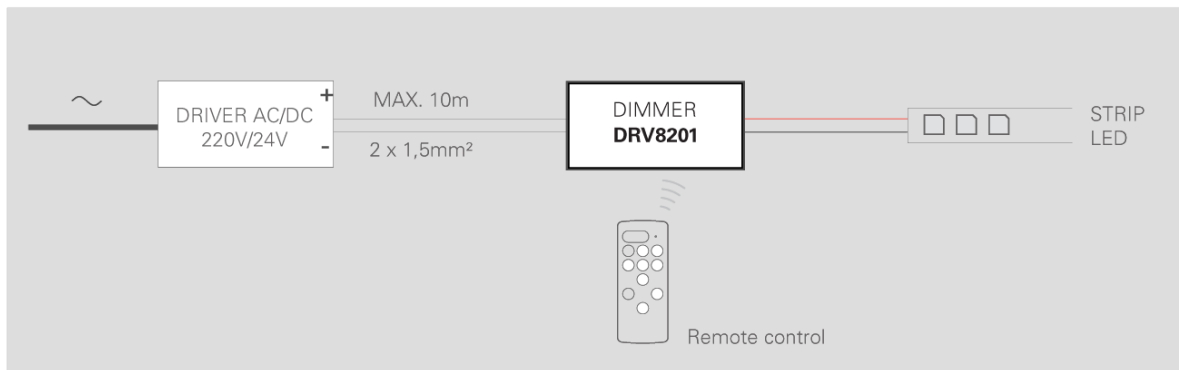 DRIVER AC/DC
220V/24V
+
-
MAX. 10m
2 x 1,5mm²
DIMMER
DRV8201
STRIP
LED
Remote control